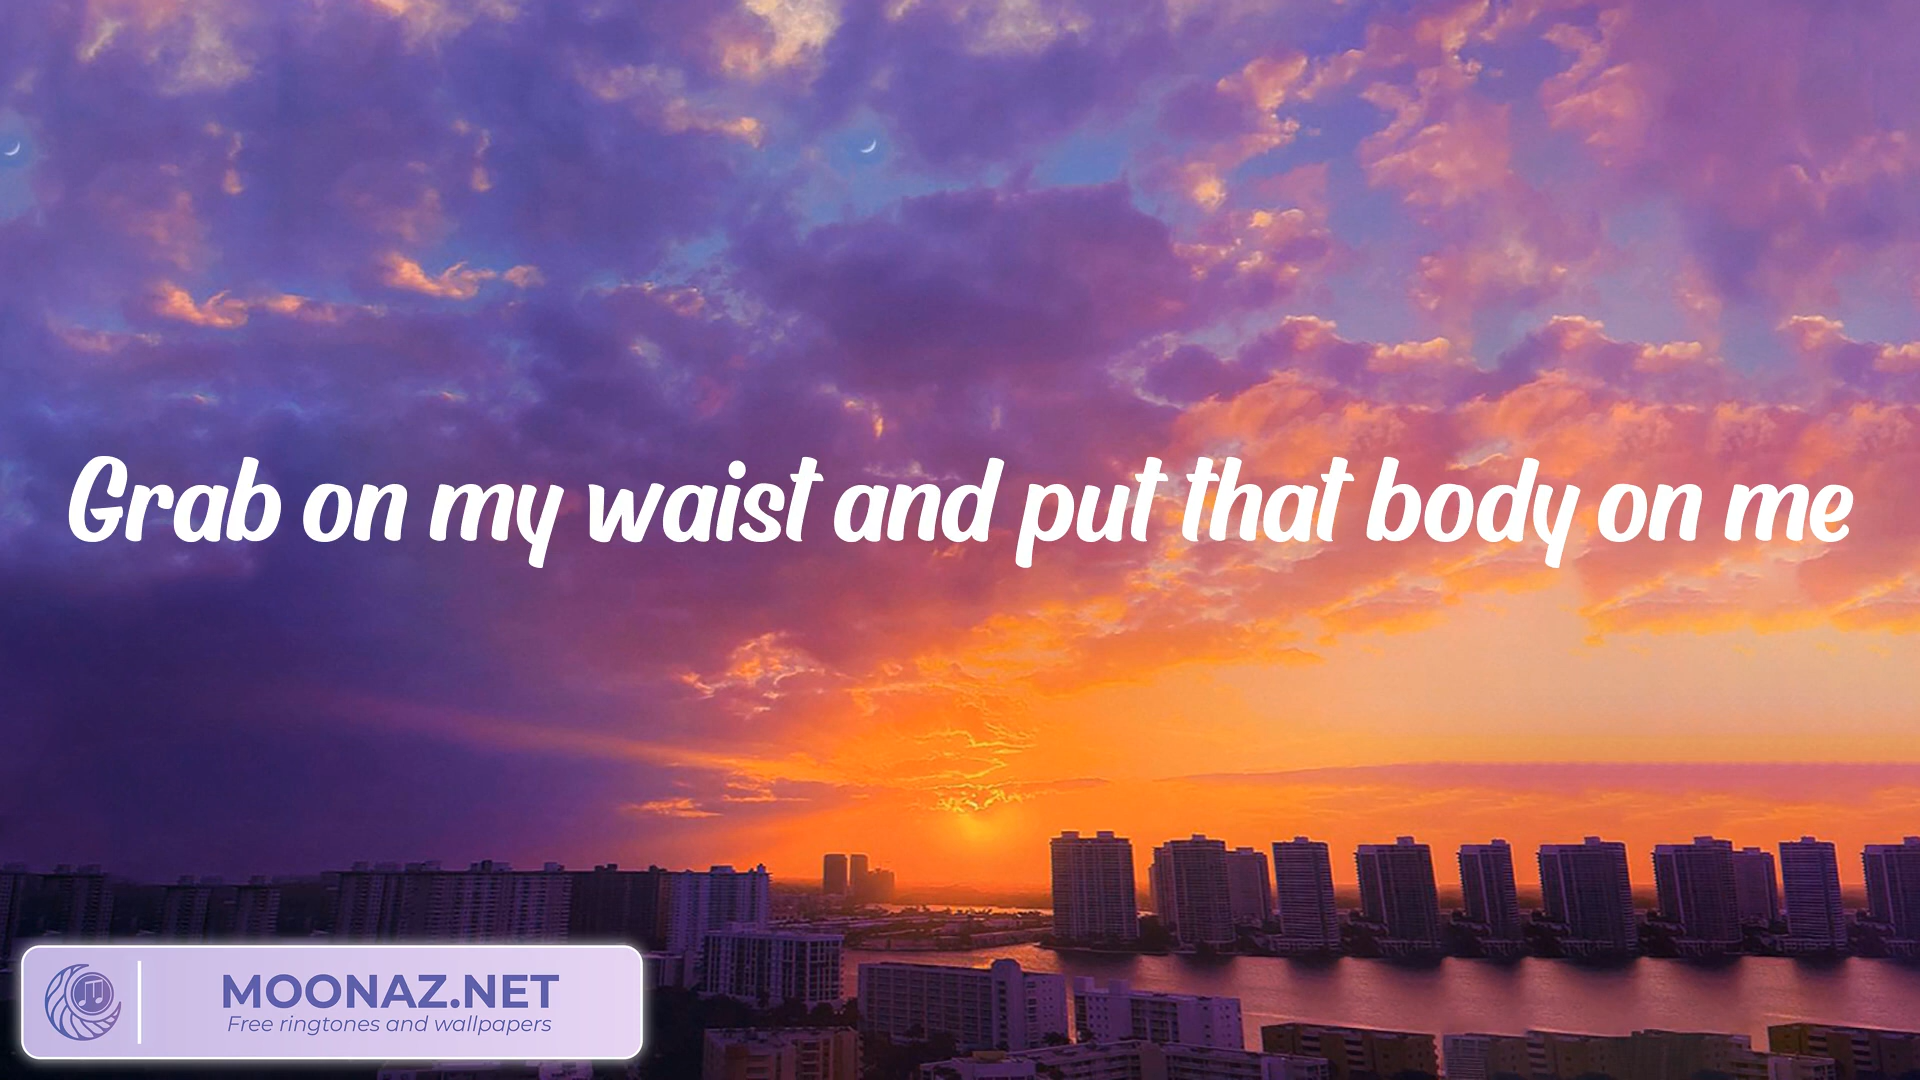 Grab on my waist and put that body on me
MOONAZ.NET
Free ringtones and wallpapers